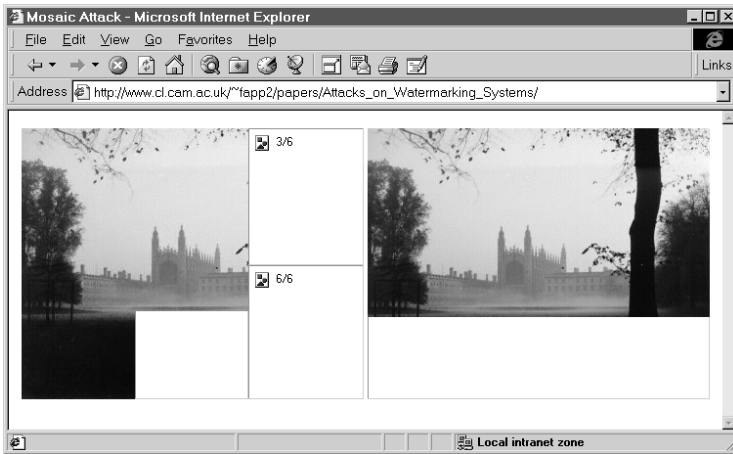 Mosaic Attack - Microsoft Internet Explorer
File Edit View Go Favorites Help
Links
Address http://www.cl.cam.ac.uk/~fapp2/papers/Attacks_on_Watermarking_Systems/
3/6
6/6
Local intranet zone